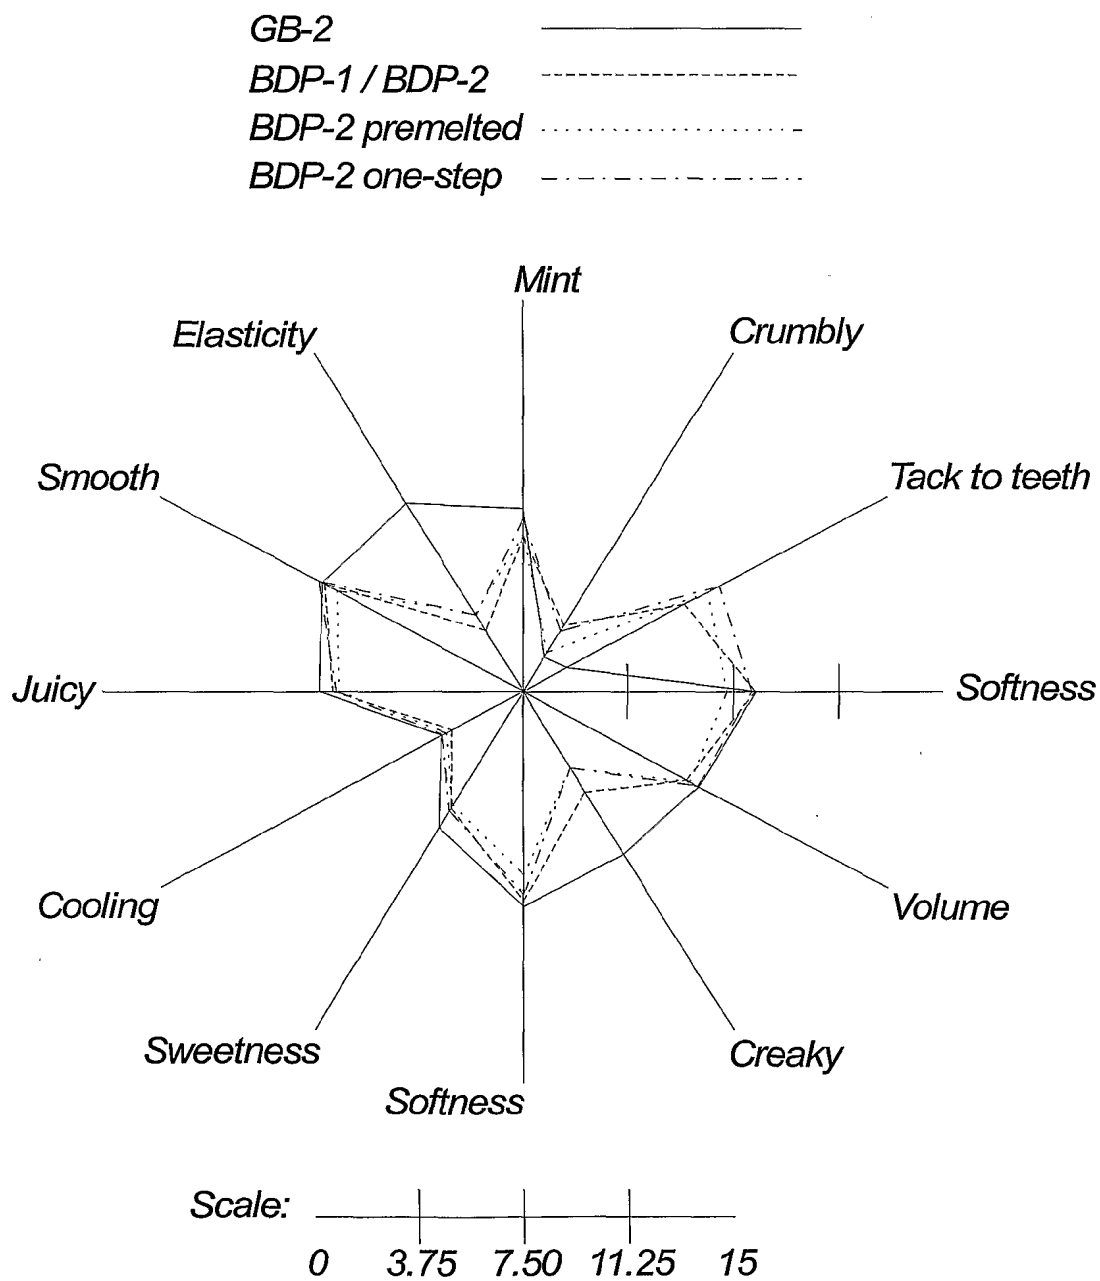 GB-2
BDP-1 / BDP-2
BDP-2 premelted
BDP-2 one-step
Mint
Elasticity
Crumbly
Smooth
Tack to teeth
Juicy
Softness
Cooling
Volume
Sweetness
Creaky
Softness
Scale:
0 3.75 7.50 11.25 15